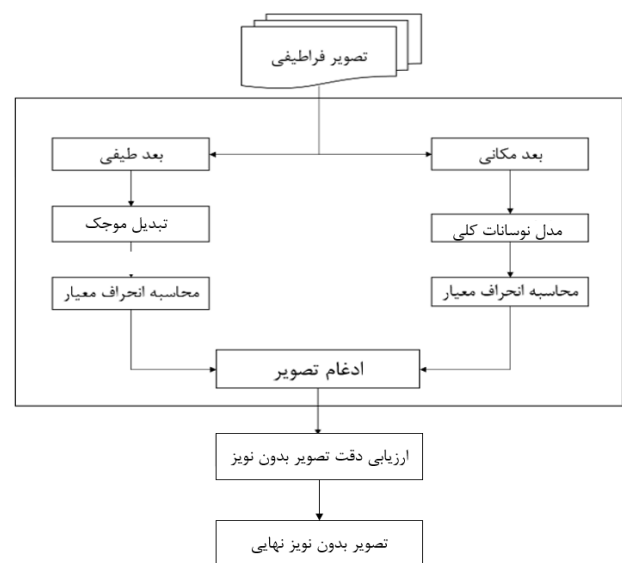 تصویر فراطیفی
بعد مکانی
بعد طیفی
مدل نوسانات کلی
تبدیل موجک
محاسبه انحراف معیار
محاسبه انحراف معیار
ادغام تصویر
ارزیابی دقت تصویر بدون نویز
تصویر بدون نویز نهایی